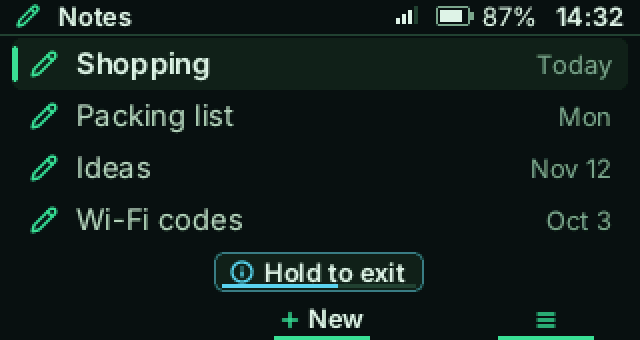 Notes 87% 14:32
Shopping Today
Packing list Mon
Ideas Nov 12
Wi-Fi codes Oct 3
Hold to exit
+ New